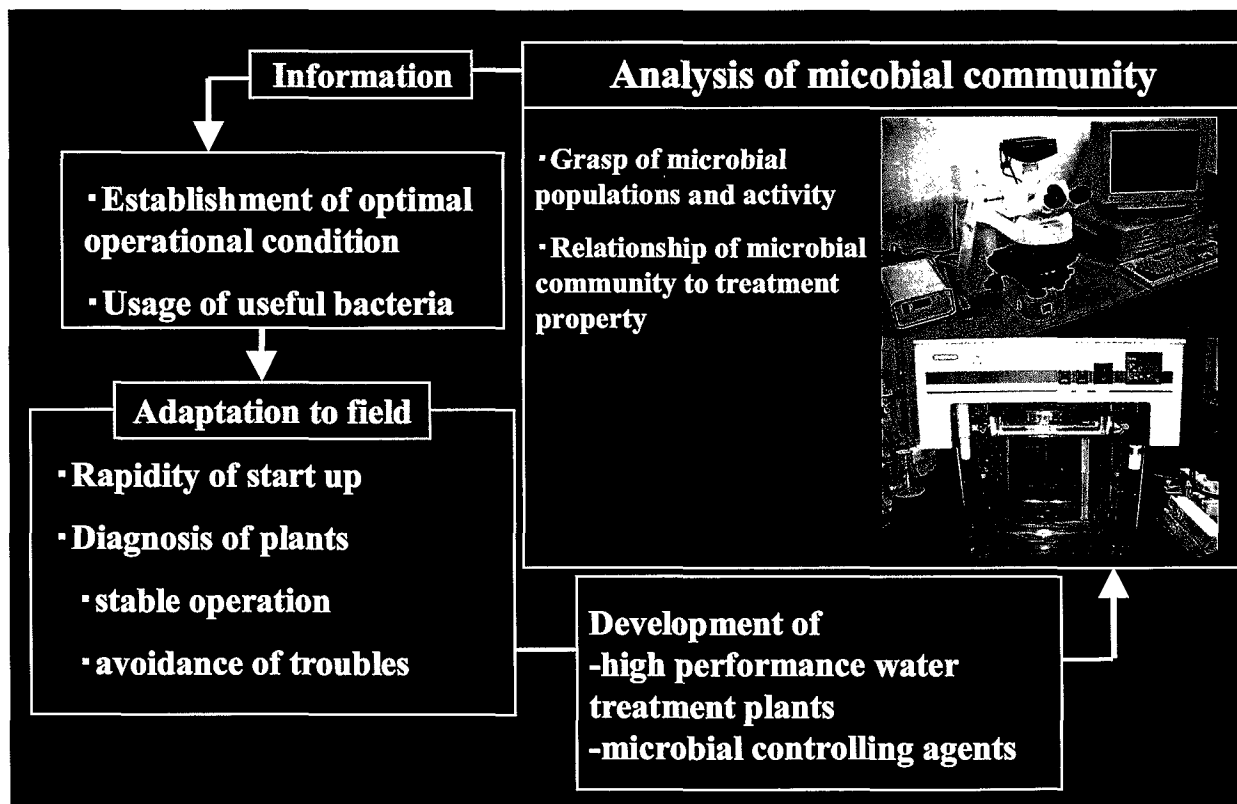 Information
Analysis of micobial community
▪Grasp of microbial
populations and activity
▪Relationship of microbial
community to treatment
property
▪Establishment of optimal
operational condition
▪Usage of useful bacteria
Adaptation to field
▪Rapidity of start up
▪Diagnosis of plants
▪stable operation
▪avoidance of troubles
Development of
-high performance water
treatment plants
-microbial controlling agents